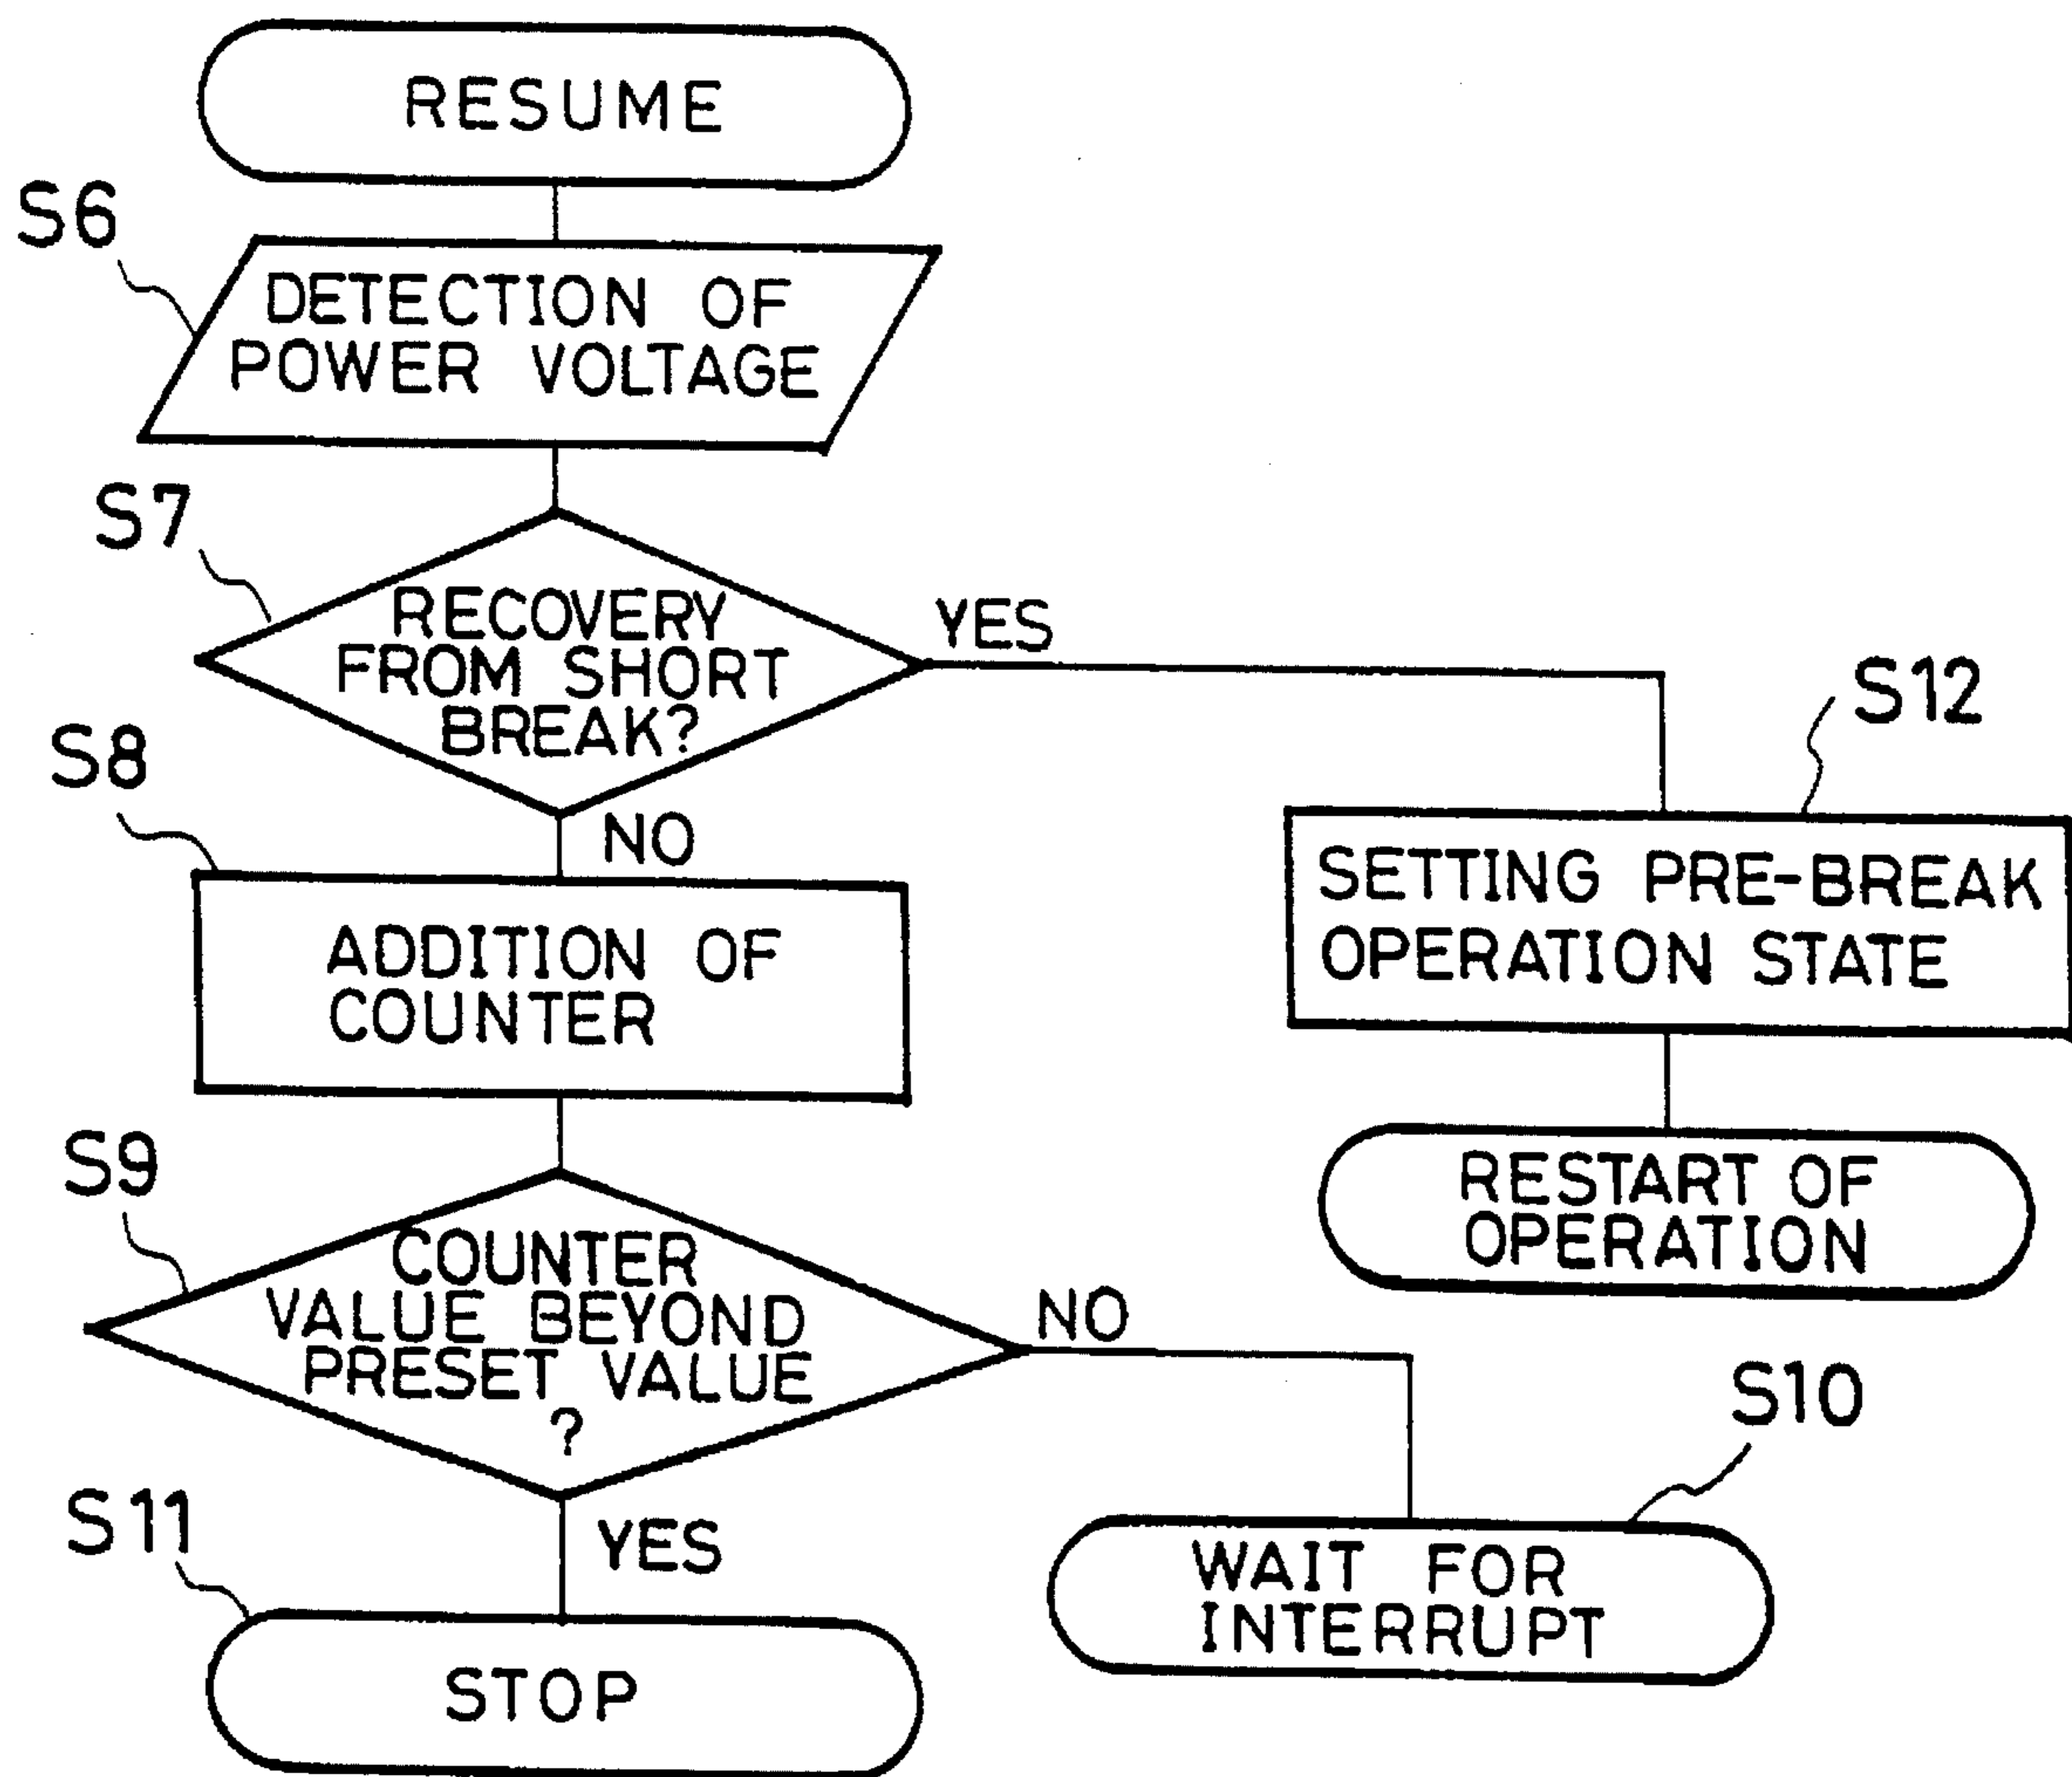 RESUME
S6
DETECTION OF
POWER VOLTAGE
S7
RECOVERY
FROM SHORT
BREAK?
YES
S12
S8
NO
SETTING PRE-BREAK
OPERATION STATE
ADDITION OF
COUNTER
S9
RESTART OF
OPERATION
COUNTER
VALUE BEYOND
PRESET VALUE
?
NO
S10
S11
YES
WAIT FOR
INTERRUPT
STOP